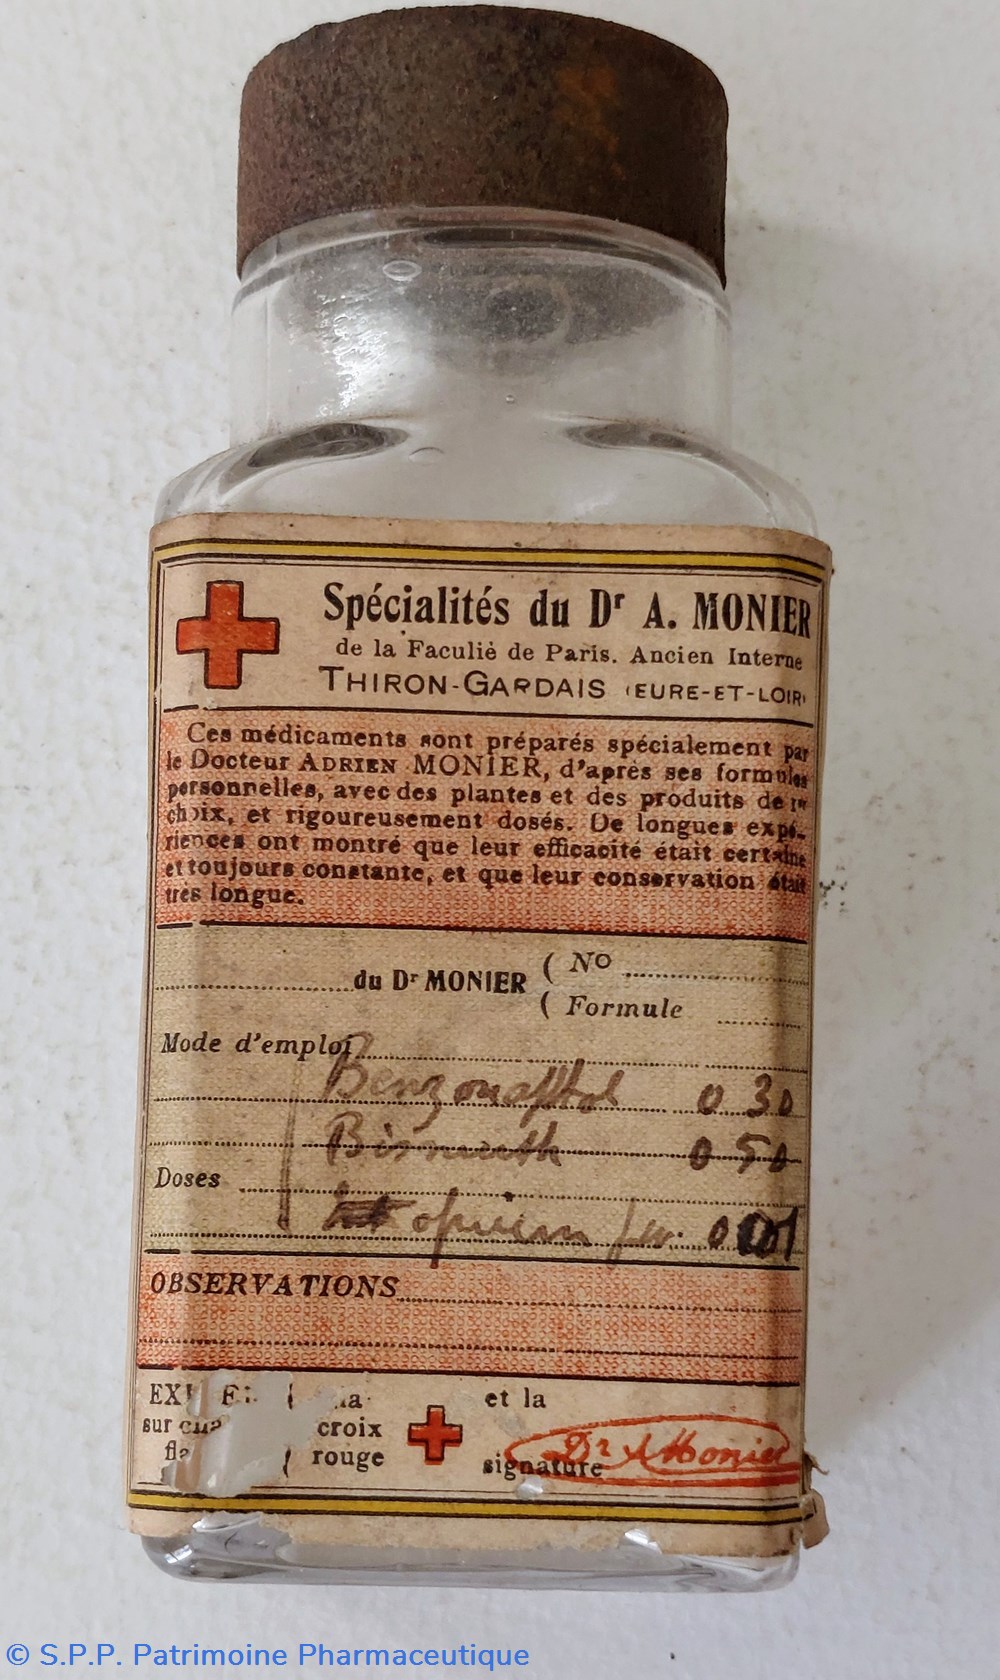 Spécialités du Dr A. MONIER
de la Faculté de Paris. Ancien Interne
THIRON-GARDAIS (EURE-ET-LOIR)
Ces médicaments sont préparés spécialement par
le Docteur ADRIEN MONIER, d'après ses formules
personnelles, avec des plantes et des produits de 1er
choix, et rigoureusement dosés. De longues expé-
riences ont montré que leur efficacité était certaine
et toujours constante, et que leur conservation était
très longue.
du Dr MONIER ( No
( Formule
Mode d'emploi
Benzonaphtol 0 30
Bismuth 0 50
Doses
opium 0
OBSERVATIONS
la et la
sur croix
rouge signature Dr A Monier
© S.P.P. Patrimoine Pharmaceutique